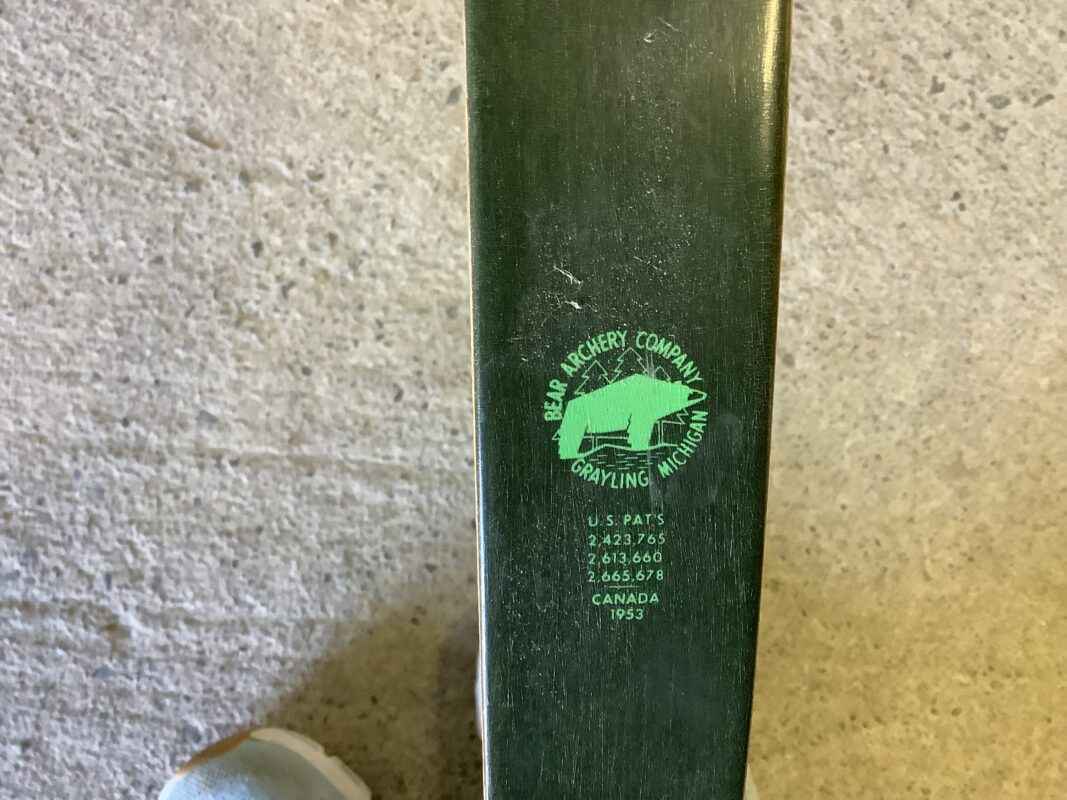 BEAR ARCHERY COMPANY
GRAYLING MICHIGAN
U.S. PAT'S
2,423,765
2,613,660
2,665,678
CANADA
1953